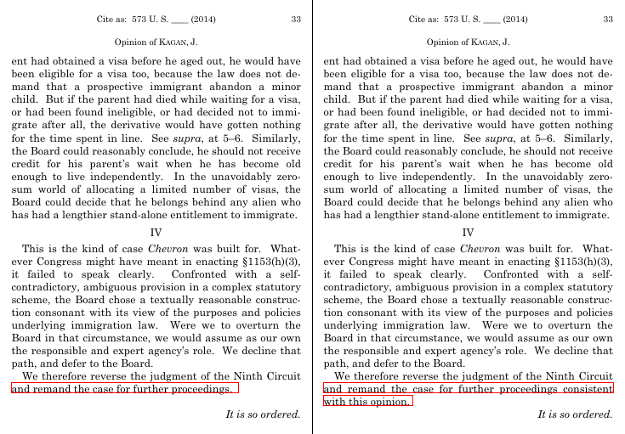 Cite as: 573 U. S. ____ (2014) 33
Opinion of KAGAN, J.
ent had obtained a visa before he aged out, he would have
been eligible for a visa too, because the law does not de-
mand that a prospective immigrant abandon a minor
child. But if the parent had died while waiting for a visa,
or had been found ineligible, or had decided not to immi-
grate after all, the derivative would have gotten nothing
for the time spent in line. See supra, at 5–6. Similarly,
the Board could reasonably conclude, he should not receive
credit for his parent's wait when he has become old
enough to live independently. In the unavoidably zero-
sum world of allocating a limited number of visas, the
Board could decide that he belongs behind any alien who
has had a lengthier stand-alone entitlement to immigrate.
IV
This is the kind of case Chevron was built for. What-
ever Congress might have meant in enacting §1153(h)(3),
it failed to speak clearly. Confronted with a self-
contradictory, ambiguous provision in a complex statutory
scheme, the Board chose a textually reasonable construc-
tion consonant with its view of the purposes and policies
underlying immigration law. Were we to overturn the
Board in that circumstance, we would assume as our own
the responsible and expert agency's role. We decline that
path, and defer to the Board.
We therefore reverse the judgment of the Ninth Circuit
and remand the case for further proceedings.
It is so ordered.
Cite as: 573 U. S. ____ (2014) 33
Opinion of KAGAN, J.
ent had obtained a visa before he aged out, he would have
been eligible for a visa too, because the law does not de-
mand that a prospective immigrant abandon a minor
child. But if the parent had died while waiting for a visa,
or had been found ineligible, or had decided not to immi-
grate after all, the derivative would have gotten nothing
for the time spent in line. See supra, at 5–6. Similarly,
the Board could reasonably conclude, he should not receive
credit for his parent's wait when he has become old
enough to live independently. In the unavoidably zero-
sum world of allocating a limited number of visas, the
Board could decide that he belongs behind any alien who
has had a lengthier stand-alone entitlement to immigrate.
IV
This is the kind of case Chevron was built for. What-
ever Congress might have meant in enacting §1153(h)(3),
it failed to speak clearly. Confronted with a self-
contradictory, ambiguous provision in a complex statutory
scheme, the Board chose a textually reasonable construc-
tion consonant with its view of the purposes and policies
underlying immigration law. Were we to overturn the
Board in that circumstance, we would assume as our own
the responsible and expert agency's role. We decline that
path, and defer to the Board.
We therefore reverse the judgment of the Ninth Circuit
and remand the case for further proceedings consistent
with this opinion.
It is so ordered.